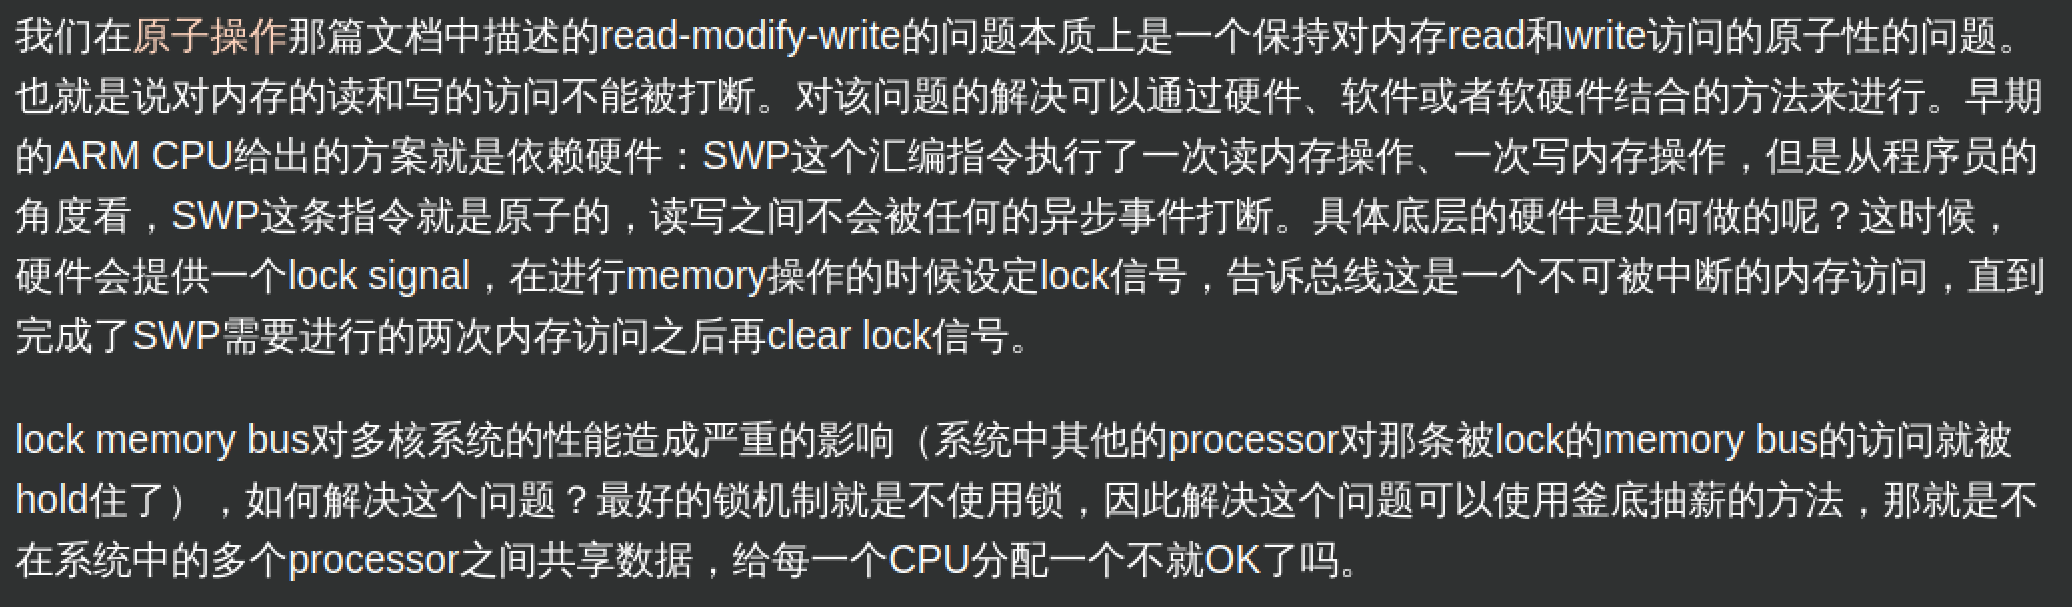 我们在原子操作那篇文档中描述的read-modify-write的问题本质上是一个保持对内存read和write访问的原子性的问题。
也就是说对内存的读和写的访问不能被打断。对该问题的解决可以通过硬件、软件或者软硬件结合的方法来进行。早期
的ARM CPU给出的方案就是依赖硬件：SWP这个汇编指令执行了一次读内存操作、一次写内存操作，但是从程序员的
角度看，SWP这条指令就是原子的，读写之间不会被任何的异步事件打断。具体底层的硬件是如何做的呢？这时候，
硬件会提供一个lock signal，在进行memory操作的时候设定lock信号，告诉总线这是一个不可被中断的内存访问，直到
完成了SWP需要进行的两次内存访问之后再clear lock信号。
lock memory bus对多核系统的性能造成严重的影响（系统中其他的processor对那条被lock的memory bus的访问就被
hold住了），如何解决这个问题？最好的锁机制就是不使用锁，因此解决这个问题可以使用釜底抽薪的方法，那就是不
在系统中的多个processor之间共享数据，给每一个CPU分配一个不就OK了吗。